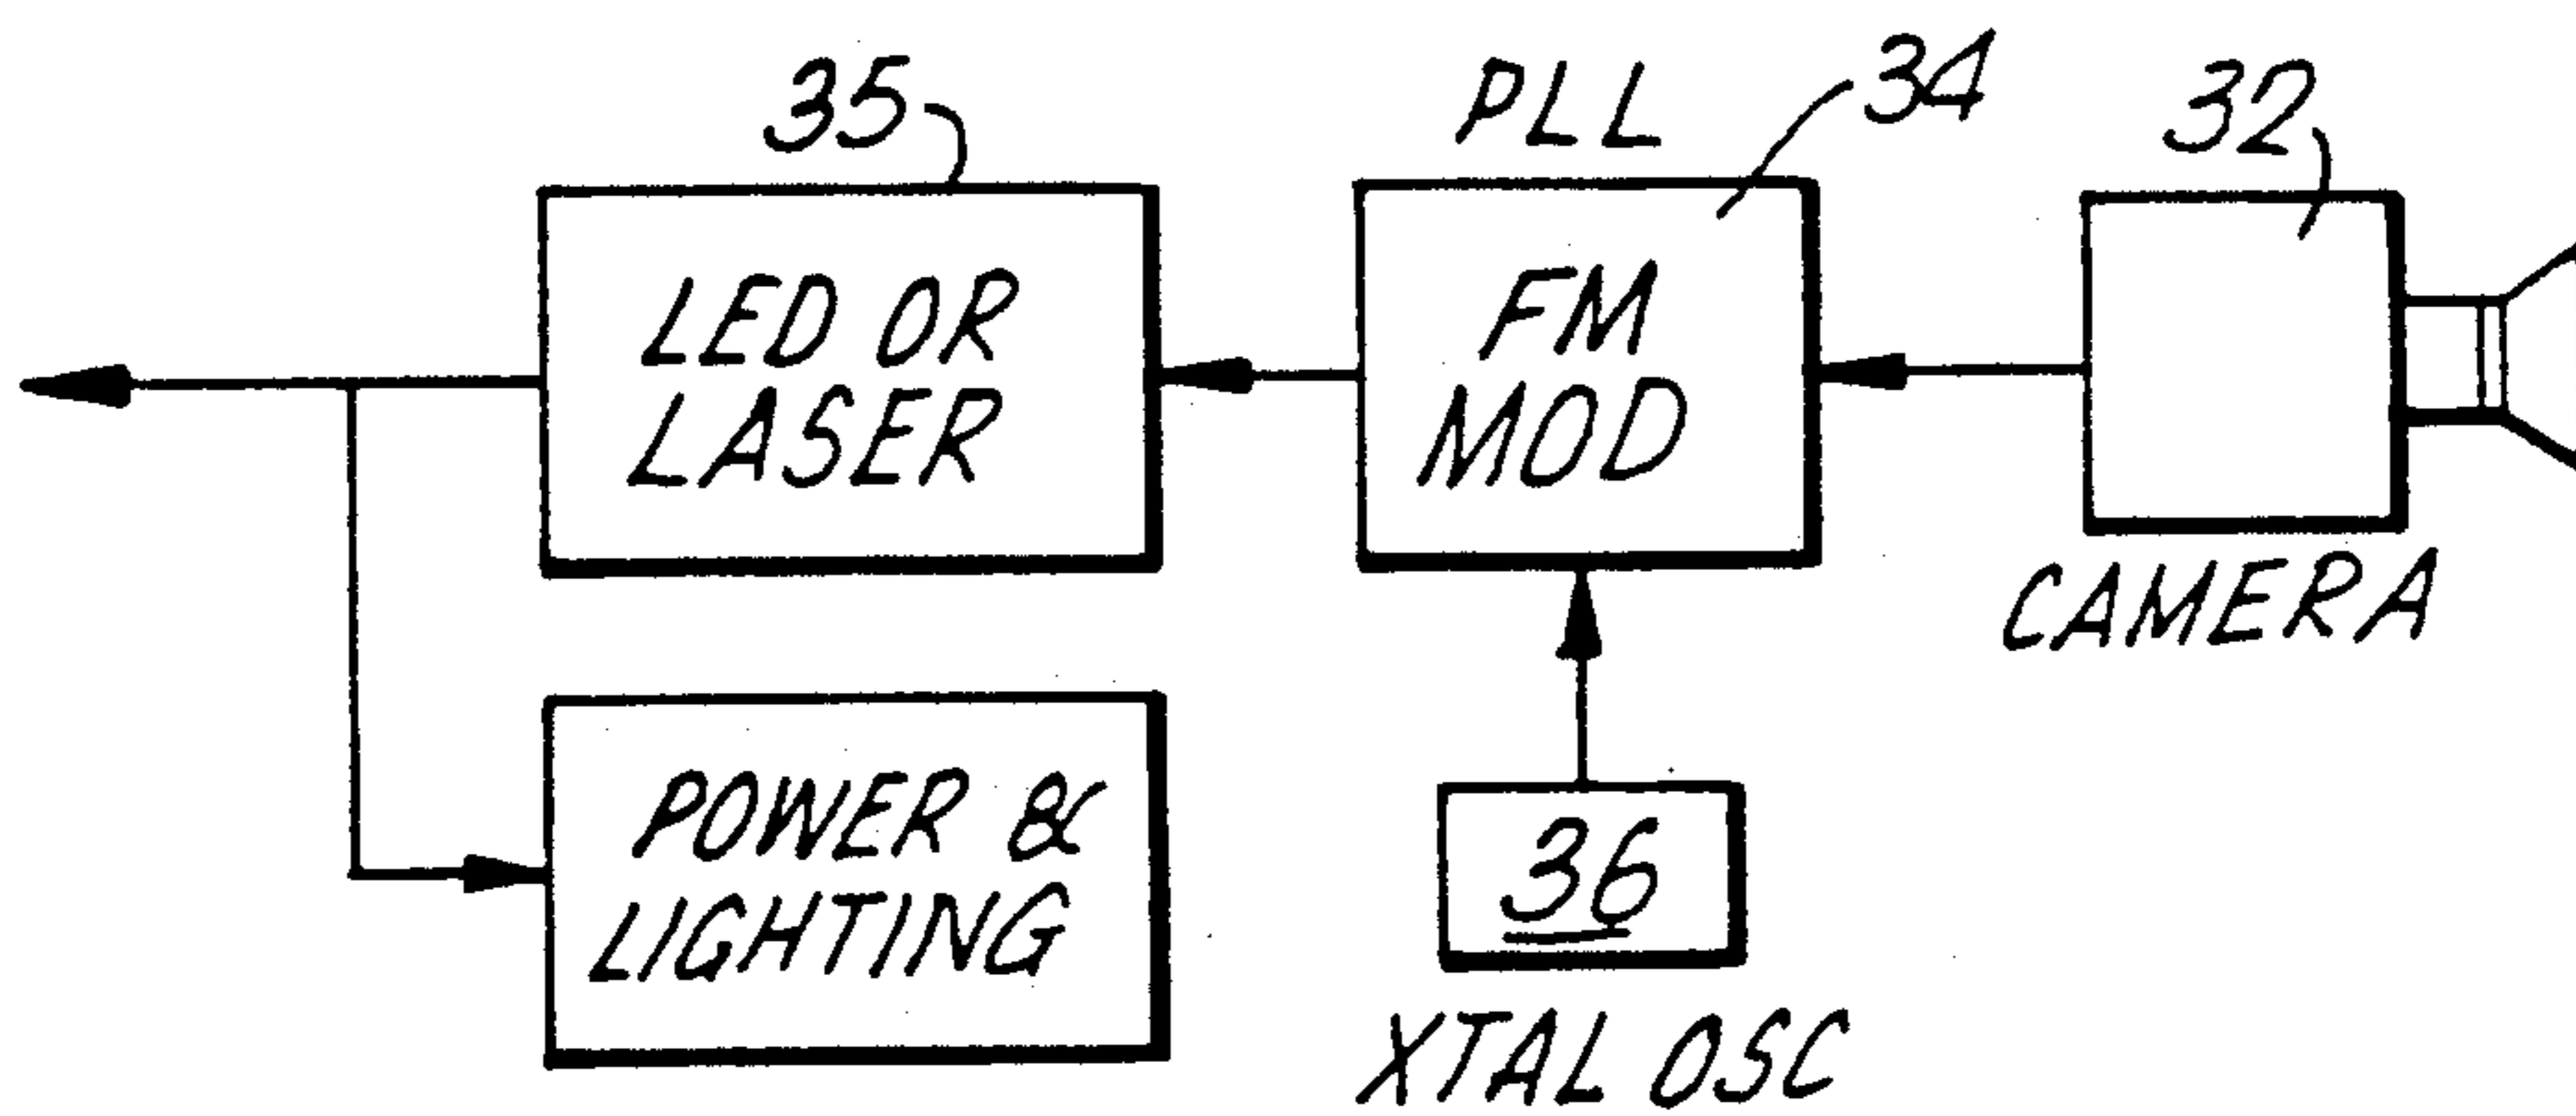 35
PLL
34
32
LED OR
LASER
FM
MOD
CAMERA
POWER &
LIGHTING
36
XTAL OSC